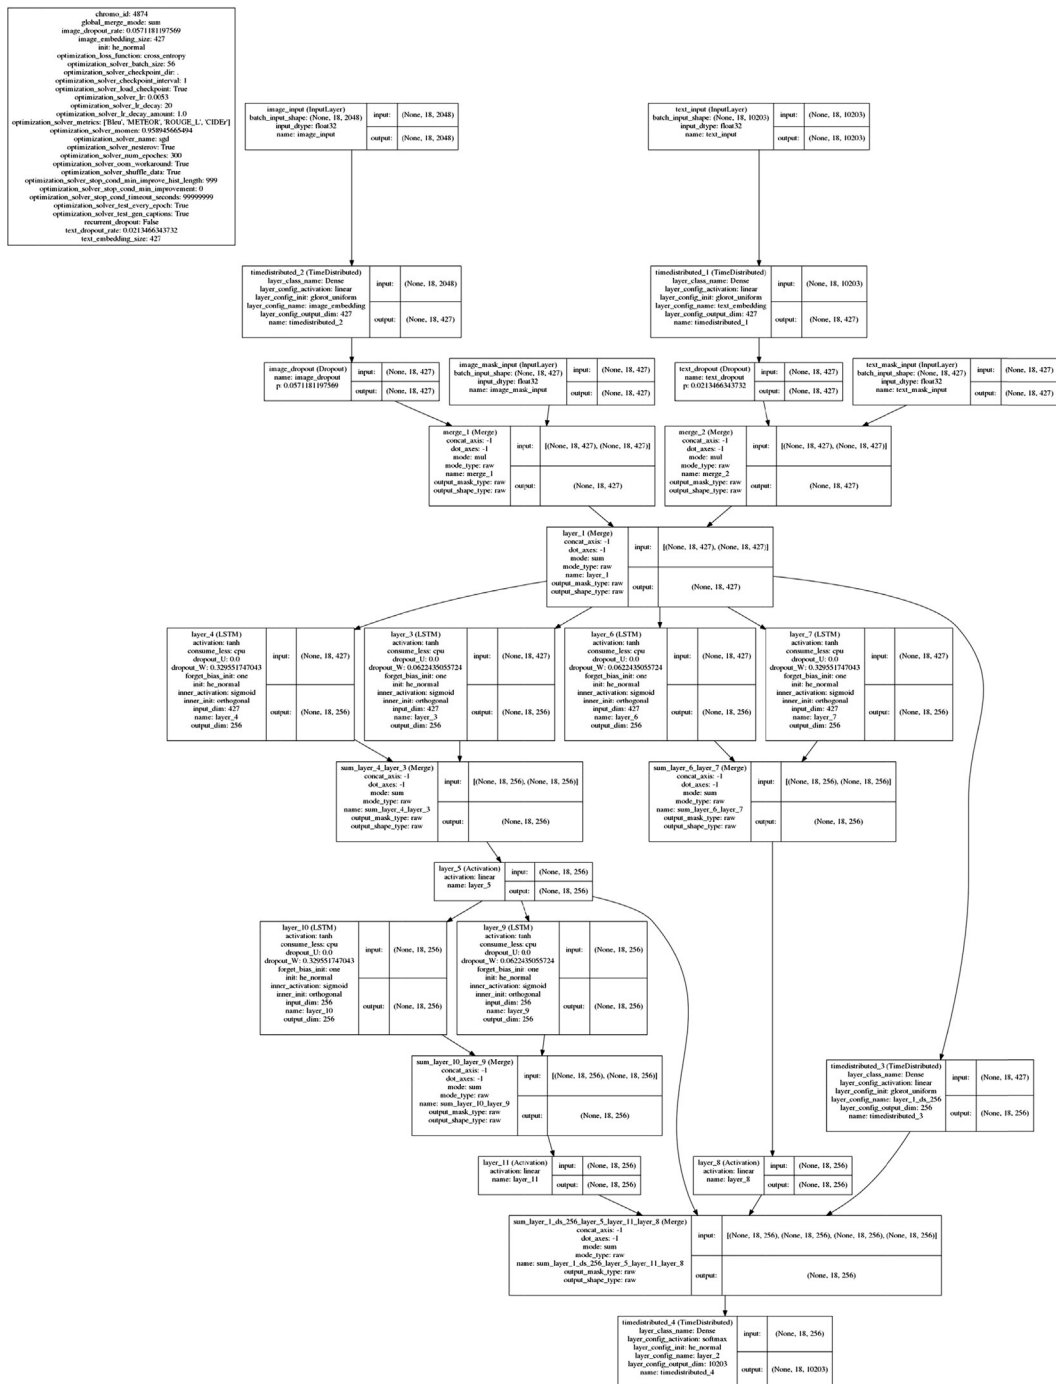 chromo_id: 4874
global_merge_mode: sum
image_dropout_rate: 0.0571181197569
image_embedding_size: 427
init: he_normal
optimization_loss_function: cross_entropy
optimization_solver_batch_size: 56
optimization_solver_checkpoint_dir: .
optimization_solver_checkpoint_interval: 1
optimization_solver_load_checkpoint: True
optimization_solver_lr: 0.0053
optimization_solver_lr_decay: 20
optimization_solver_lr_decay_amount: 1.0
optimization_solver_metrics: ['Bleu', 'METEOR', 'ROUGE_L', 'CIDEr']
optimization_solver_momen: 0.958945665494
optimization_solver_name: sgd
optimization_solver_nesterov: True
optimization_solver_num_epoches: 300
optimization_solver_oom_workaround: True
optimization_solver_shuffle_data: True
optimization_solver_stop_cond_min_improve_hist_length: 999
optimization_solver_stop_cond_min_improvement: 0
optimization_solver_stop_cond_timeout_seconds: 99999999
optimization_solver_test_every_epoch: True
optimization_solver_test_gen_captions: True
recurrent_dropout: False
text_dropout_rate: 0.0213466343732
text_embedding_size: 427
image_input (InputLayer)
batch_input_shape: (None, 18, 2048)
input_dtype: float32
name: image_input
input: (None, 18, 2048)
output: (None, 18, 2048)
text_input (InputLayer)
batch_input_shape: (None, 18, 10203)
input_dtype: float32
name: text_input
input: (None, 18, 10203)
output: (None, 18, 10203)
timedistributed_2 (TimeDistributed)
layer_class_name: Dense
layer_config_activation: linear
layer_config_init: glorot_uniform
layer_config_name: image_embedding
layer_config_output_dim: 427
name: timedistributed_2
input: (None, 18, 2048)
output: (None, 18, 427)
timedistributed_1 (TimeDistributed)
layer_class_name: Dense
layer_config_activation: linear
layer_config_init: glorot_uniform
layer_config_name: text_embedding
layer_config_output_dim: 427
name: timedistributed_1
input: (None, 18, 10203)
output: (None, 18, 427)
image_dropout (Dropout)
name: image_dropout
p: 0.0571181197569
input: (None, 18, 427)
output: (None, 18, 427)
image_mask_input (InputLayer)
batch_input_shape: (None, 18, 427)
input_dtype: float32
name: image_mask_input
input: (None, 18, 427)
output: (None, 18, 427)
text_dropout (Dropout)
name: text_dropout
p: 0.0213466343732
input: (None, 18, 427)
output: (None, 18, 427)
text_mask_input (InputLayer)
batch_input_shape: (None, 18, 427)
input_dtype: float32
name: text_mask_input
input: (None, 18, 427)
output: (None, 18, 427)
merge_1 (Merge)
concat_axis: -1
dot_axes: -1
mode: mul
mode_type: raw
name: merge_1
output_mask_type: raw
output_shape_type: raw
input: [(None, 18, 427), (None, 18, 427)]
output: (None, 18, 427)
merge_2 (Merge)
concat_axis: -1
dot_axes: -1
mode: mul
mode_type: raw
name: merge_2
output_mask_type: raw
output_shape_type: raw
input: [(None, 18, 427), (None, 18, 427)]
output: (None, 18, 427)
layer_1 (Merge)
concat_axis: -1
dot_axes: -1
mode: sum
mode_type: raw
name: layer_1
output_mask_type: raw
output_shape_type: raw
input: [(None, 18, 427), (None, 18, 427)]
output: (None, 18, 427)
layer_4 (LSTM)
activation: tanh
consume_less: cpu
dropout_U: 0.0
dropout_W: 0.329551747043
forget_bias_init: one
init: he_normal
inner_activation: sigmoid
inner_init: orthogonal
input_dim: 427
name: layer_4
output_dim: 256
input: (None, 18, 427)
output: (None, 18, 256)
layer_3 (LSTM)
activation: tanh
consume_less: cpu
dropout_U: 0.0
dropout_W: 0.0622435055724
forget_bias_init: one
init: he_normal
inner_activation: sigmoid
inner_init: orthogonal
input_dim: 427
name: layer_3
output_dim: 256
input: (None, 18, 427)
output: (None, 18, 256)
layer_6 (LSTM)
activation: tanh
consume_less: cpu
dropout_U: 0.0
dropout_W: 0.0622435055724
forget_bias_init: one
init: he_normal
inner_activation: sigmoid
inner_init: orthogonal
input_dim: 427
name: layer_6
output_dim: 256
input: (None, 18, 427)
output: (None, 18, 256)
layer_7 (LSTM)
activation: tanh
consume_less: cpu
dropout_U: 0.0
dropout_W: 0.329551747043
forget_bias_init: one
init: he_normal
inner_activation: sigmoid
inner_init: orthogonal
input_dim: 427
name: layer_7
output_dim: 256
input: (None, 18, 427)
output: (None, 18, 256)
sum_layer_4_layer_3 (Merge)
concat_axis: -1
dot_axes: -1
mode: sum
mode_type: raw
name: sum_layer_4_layer_3
output_mask_type: raw
output_shape_type: raw
input: [(None, 18, 256), (None, 18, 256)]
output: (None, 18, 256)
sum_layer_6_layer_7 (Merge)
concat_axis: -1
dot_axes: -1
mode: sum
mode_type: raw
name: sum_layer_6_layer_7
output_mask_type: raw
output_shape_type: raw
input: [(None, 18, 256), (None, 18, 256)]
output: (None, 18, 256)
layer_5 (Activation)
activation: linear
name: layer_5
input: (None, 18, 256)
output: (None, 18, 256)
layer_10 (LSTM)
activation: tanh
consume_less: cpu
dropout_U: 0.0
dropout_W: 0.329551747043
forget_bias_init: one
init: he_normal
inner_activation: sigmoid
inner_init: orthogonal
input_dim: 256
name: layer_10
output_dim: 256
input: (None, 18, 256)
output: (None, 18, 256)
layer_9 (LSTM)
activation: tanh
consume_less: cpu
dropout_U: 0.0
dropout_W: 0.0622435055724
forget_bias_init: one
init: he_normal
inner_activation: sigmoid
inner_init: orthogonal
input_dim: 256
name: layer_9
output_dim: 256
input: (None, 18, 256)
output: (None, 18, 256)
sum_layer_10_layer_9 (Merge)
concat_axis: -1
dot_axes: -1
mode: sum
mode_type: raw
name: sum_layer_10_layer_9
output_mask_type: raw
output_shape_type: raw
input: [(None, 18, 256), (None, 18, 256)]
output: (None, 18, 256)
timedistributed_3 (TimeDistributed)
layer_class_name: Dense
layer_config_activation: linear
layer_config_init: glorot_uniform
layer_config_name: layer_1_ds_256
layer_config_output_dim: 256
name: timedistributed_3
input: (None, 18, 427)
output: (None, 18, 256)
layer_11 (Activation)
activation: linear
name: layer_11
input: (None, 18, 256)
output: (None, 18, 256)
layer_8 (Activation)
activation: linear
name: layer_8
input: (None, 18, 256)
output: (None, 18, 256)
sum_layer_1_ds_256_layer_5_layer_11_layer_8 (Merge)
concat_axis: -1
dot_axes: -1
mode: sum
mode_type: raw
name: sum_layer_1_ds_256_layer_5_layer_11_layer_8
output_mask_type: raw
output_shape_type: raw
input: [(None, 18, 256), (None, 18, 256), (None, 18, 256), (None, 18, 256)]
output: (None, 18, 256)
timedistributed_4 (TimeDistributed)
layer_class_name: Dense
layer_config_activation: softmax
layer_config_init: he_normal
layer_config_name: layer_2
layer_config_output_dim: 10203
name: timedistributed_4
input: (None, 18, 256)
output: (None, 18, 10203)